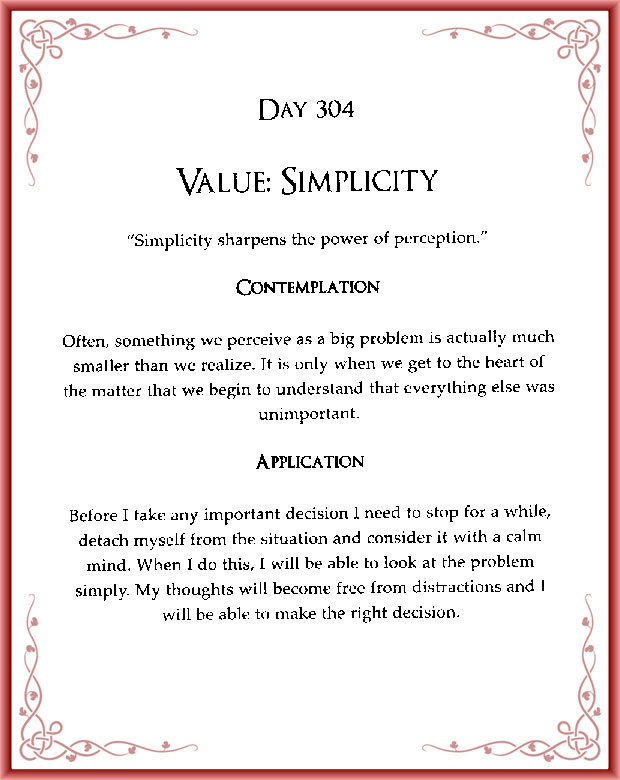 Day 304
Value: Simplicity
“Simplicity sharpens the power of perception.”
Contemplation
Often, something we perceive as a big problem is actually much
smaller than we realize. It is only when we get to the heart of
the matter that we begin to understand that everything else was
unimportant.
Application
Before I take any important decision I need to stop for a while,
detach myself from the situation and consider it with a calm
mind. When I do this, I will be able to look at the problem
simply. My thoughts will become free from distractions and I
will be able to make the right decision.